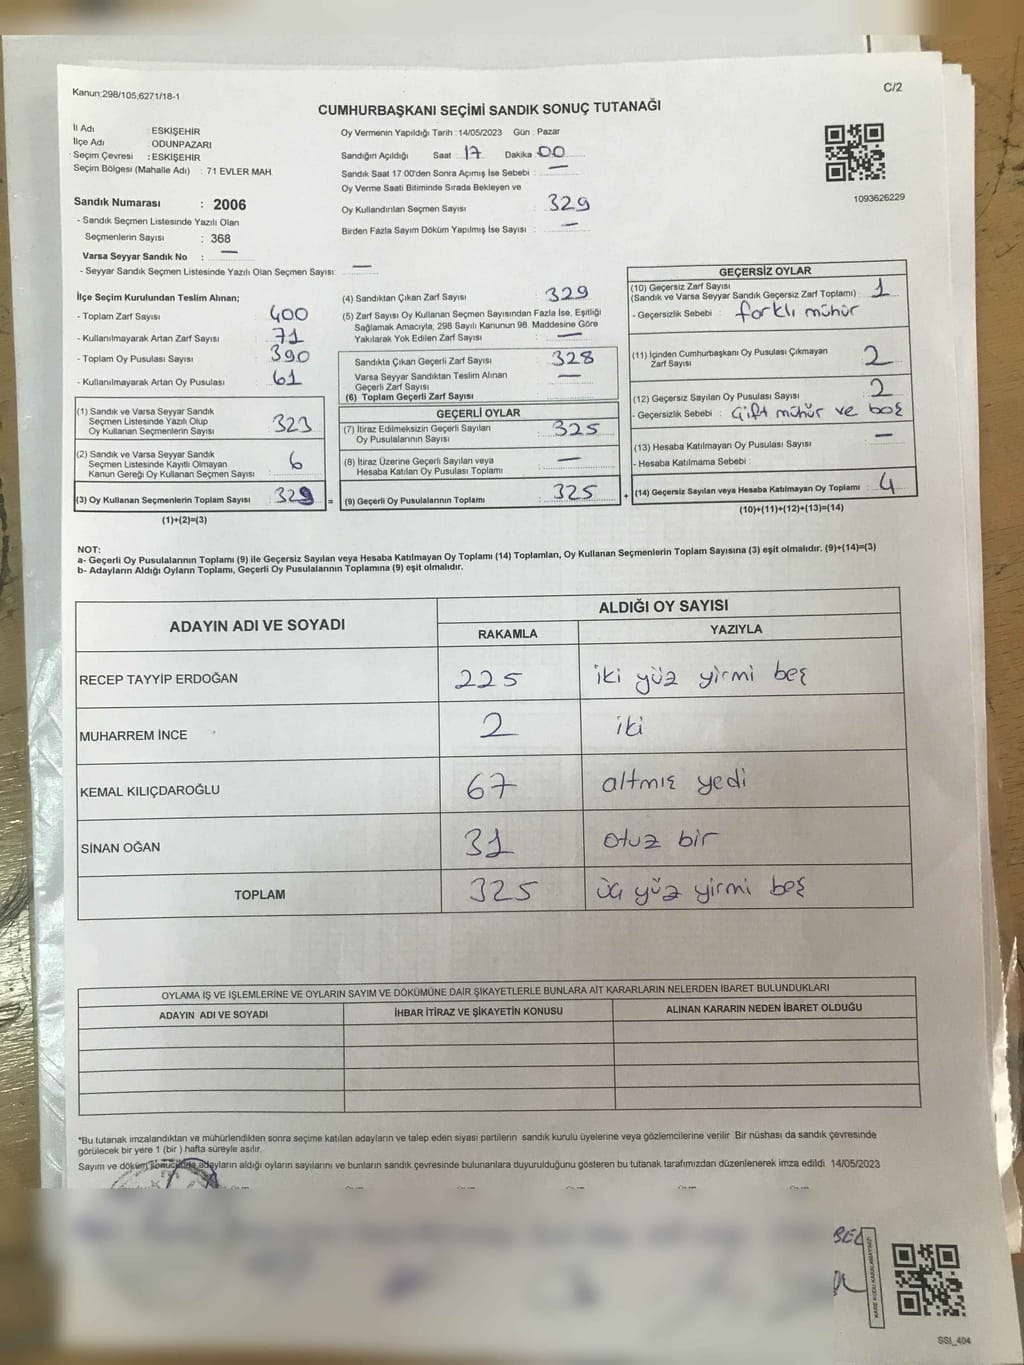 Kanun;298/105,6271/18-1
C/2
CUMHURBAŞKANI SEÇİMİ SANDIK SONUÇ TUTANAĞI
İl Adı : ESKİŞEHİR
İlçe Adı : ODUNPAZARI
Seçim Çevresi : ESKİŞEHİR
Seçim Bölgesi (Mahalle Adı) : 71 EVLER MAH.
Sandık Numarası : 2006
- Sandık Seçmen Listesinde Yazılı Olan
Seçmenlerin Sayısı : 368
Varsa Seyyar Sandık No : —
- Seyyar Sandık Seçmen Listesinde Yazılı Olan Seçmen Sayısı: —
Oy Vermenin Yapıldığı Tarih : 14/05/2023 Gün : Pazar
Sandığın Açıldığı Saat : 17 Dakika : 00
Sandık Saat 17:00'den Sonra Açımış İse Sebebi : —
Oy Verme Saati Bitiminde Sırada Bekleyen ve
Oy Kullandırılan Seçmen Sayısı : 329
Birden Fazla Sayım Döküm Yapılmış İse Sayısı : —
1093626229
İlçe Seçim Kurulundan Teslim Alınan;
- Toplam Zarf Sayısı : 400
- Kullanılmayarak Artan Zarf Sayısı : 71
- Toplam Oy Pusulası Sayısı : 390
- Kullanılmayarak Artan Oy Pusulası : 61
(1) Sandık ve Varsa Seyyar Sandık
Seçmen Listesinde Yazılı Olup
Oy Kullanan Seçmenlerin Sayısı : 323
(2) Sandık ve Varsa Seyyar Sandık
Seçmen Listesinde Kayıtlı Olmayan
Kanun Gereği Oy Kullanan Seçmen Sayısı : 6
(3) Oy Kullanan Seçmenlerin Toplam Sayısı : 329 =
(1)+(2)=(3)
(4) Sandıktan Çıkan Zarf Sayısı : 329
(5) Zarf Sayısı Oy Kullanan Seçmen Sayısından Fazla İse, Eşitliği
Sağlamak Amacıyla, 298 Sayılı Kanunun 98. Maddesine Göre
Yakılarak Yok Edilen Zarf Sayısı : —
Sandıkta Çıkan Geçerli Zarf Sayısı : 328
Varsa Seyyar Sandıktan Teslim Alınan
Geçerli Zarf Sayısı : —
(6) Toplam Geçerli Zarf Sayısı :
GEÇERLİ OYLAR
(7) İtiraz Edilmeksizin Geçerli Sayılan
Oy Pusulalarının Sayısı : 325
(8) İtiraz Üzerine Geçerli Sayılan veya
Hesaba Katılan Oy Pusulası Toplamı : —
(9) Geçerli Oy Pusulalarının Toplamı : 325 +
GEÇERSİZ OYLAR
(10) Geçersiz Zarf Sayısı
(Sandık ve Varsa Seyyar Sandık Geçersiz Zarf Toplamı) : 1
- Geçersizlik Sebebi : farklı mühür
(11) İçinden Cumhurbaşkanı Oy Pusulası Çıkmayan
Zarf Sayısı : 2
(12) Geçersiz Sayılan Oy Pusulası Sayısı : 2
- Geçersizlik Sebebi : Çift mühür ve boş
(13) Hesaba Katılmayan Oy Pusulası Sayısı : —
- Hesaba Katılmama Sebebi :
(14) Geçersiz Sayılan veya Hesaba Katılmayan Oy Toplamı : 4
(10)+(11)+(12)+(13)=(14)
NOT:
a- Geçerli Oy Pusulalarının Toplamı (9) ile Geçersiz Sayılan veya Hesaba Katılmayan Oy Toplamı (14) Toplamları, Oy Kullanan Seçmenlerin Toplam Sayısına (3) eşit olmalıdır. (9)+(14)=(3)
b- Adayların Aldığı Oyların Toplamı, Geçerli Oy Pusulalarının Toplamına (9) eşit olmalıdır.
ADAYIN ADI VE SOYADI
ALDIĞI OY SAYISI
RAKAMLA YAZIYLA
RECEP TAYYİP ERDOĞAN 225 iki yüz yirmi beş
MUHARREM İNCE 2 iki
KEMAL KILIÇDAROĞLU 67 altmış yedi
SİNAN OĞAN 31 otuz bir
TOPLAM 325 üç yüz yirmi beş
OYLAMA İŞ VE İŞLEMLERİNE VE OYLARIN SAYIM VE DÖKÜMÜNE DAİR ŞİKAYETLERLE BUNLARA AİT KARARLARIN NELERDEN İBARET BULUNDUKLARI
ADAYIN ADI VE SOYADI İHBAR İTİRAZ VE ŞİKAYETİN KONUSU ALINAN KARARIN NEDEN İBARET OLDUĞU
*Bu tutanak imzalandıktan ve mühürlendikten sonra seçime katılan adayların ve talep eden siyasi partilerin sandık kurulu üyelerine veya gözlemcilerine verilir Bir nüshası da sandık çevresinde
görülecek bir yere 1 (bir ) hafta süreyle asılır.
Sayım ve döküm sonucunda adayların aldığı oyların sayılarını ve bunların sandık çevresinde bulunanlara duyurulduğunu gösteren bu tutanak tarafımızdan düzenlenerek imza edildi. 14/05/2023
BEL
KARE KODU KARALAMAYINIZ!
SSI_404